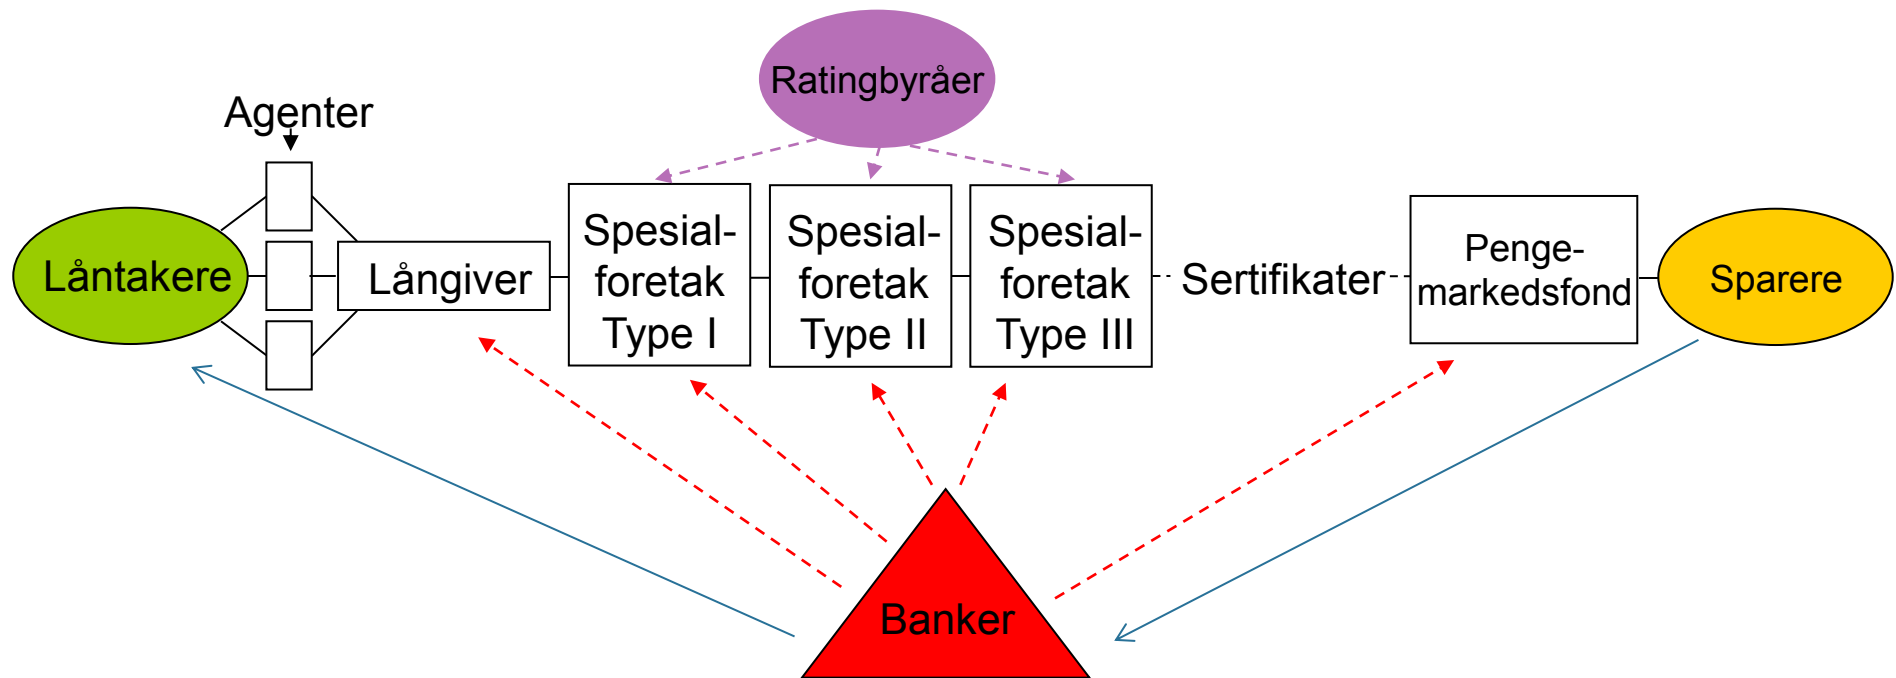 Ratingbyråer
Agenter
Låntakere
Långiver
Spesial-
foretak
Type I
Spesial-
foretak
Type II
Spesial-
foretak
Type III
Sertifikater
Penge-
markedsfond
Sparere
Banker